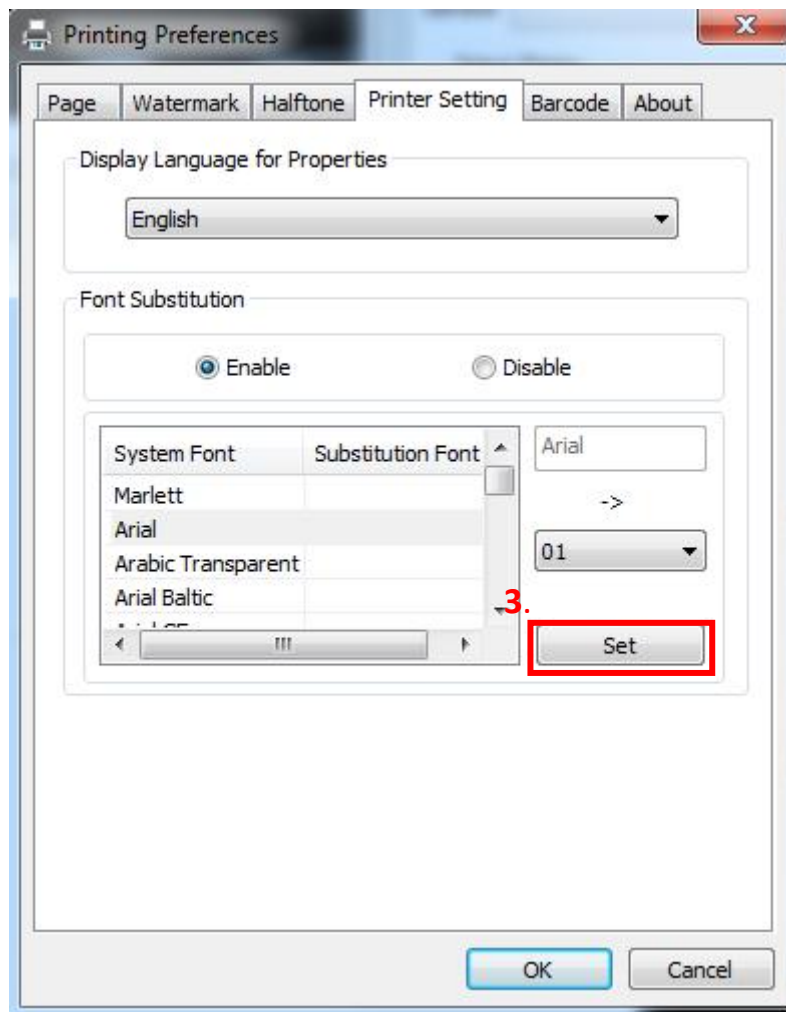 Printing Preferences
Page Watermark Halftone Printer Setting Barcode About
Display Language for Properties
English
Font Substitution
Enable Disable
System Font Substitution Font
Marlett
Arial
Arabic Transparent
Arial Baltic
Arial
->
01
3.
Set
OK Cancel